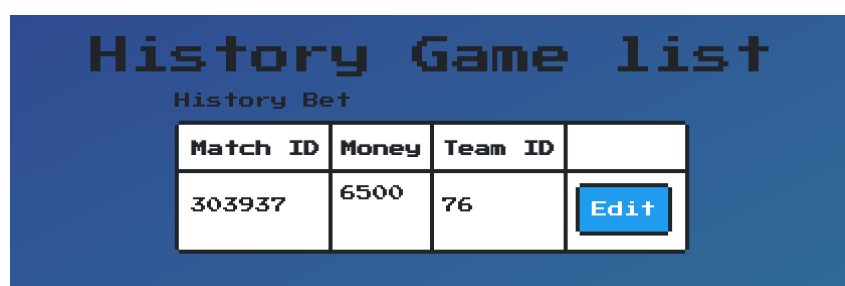 History Game list
History Bet
Match ID Money Team ID
303937 6500 76 Edit